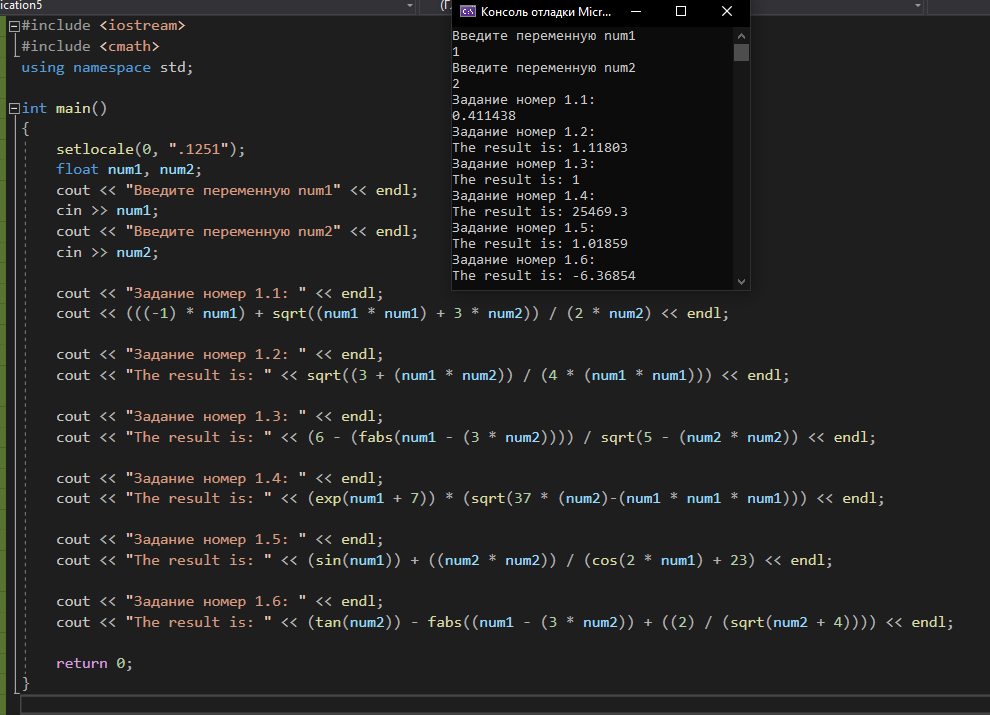 ication5
(Г
#include <iostream>
#include <cmath>
using namespace std;
int main()
{
setlocale(0, ".1251");
float num1, num2;
cout << "Введите переменную num1" << endl;
cin >> num1;
cout << "Введите переменную num2" << endl;
cin >> num2;
cout << "Задание номер 1.1: " << endl;
cout << (((-1) * num1) + sqrt((num1 * num1) + 3 * num2)) / (2 * num2) << endl;
cout << "Задание номер 1.2: " << endl;
cout << "The result is: " << sqrt((3 + (num1 * num2)) / (4 * (num1 * num1))) << endl;
cout << "Задание номер 1.3: " << endl;
cout << "The result is: " << (6 - (fabs(num1 - (3 * num2)))) / sqrt(5 - (num2 * num2)) << endl;
cout << "Задание номер 1.4: " << endl;
cout << "The result is: " << (exp(num1 + 7)) * (sqrt(37 * (num2)-(num1 * num1 * num1))) << endl;
cout << "Задание номер 1.5: " << endl;
cout << "The result is: " << (sin(num1)) + ((num2 * num2)) / (cos(2 * num1) + 23) << endl;
cout << "Задание номер 1.6: " << endl;
cout << "The result is: " << (tan(num2)) - fabs((num1 - (3 * num2)) + ((2) / (sqrt(num2 + 4)))) << endl;
return 0;
}
C:\ Консоль отладки Micr...
Введите переменную num1
1
Введите переменную num2
2
Задание номер 1.1:
0.411438
Задание номер 1.2:
The result is: 1.11803
Задание номер 1.3:
The result is: 1
Задание номер 1.4:
The result is: 25469.3
Задание номер 1.5:
The result is: 1.01859
Задание номер 1.6:
The result is: -6.36854